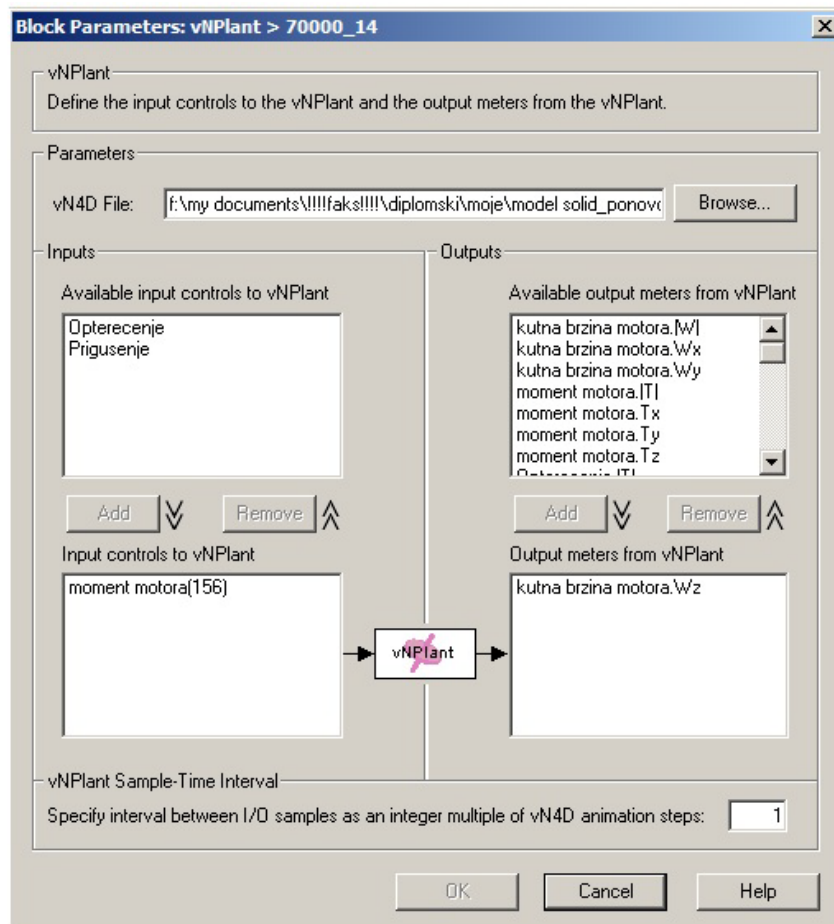 Block Parameters: vNPlant > 70000_14
vNPlant
Define the input controls to the vNPlant and the output meters from the vNPlant.
Parameters
vN4D File:
f:\my documents\!!!!faks!!!!\diplomski\moje\model solid_ponovo
Browse...
Inputs
Available input controls to vNPlant
Opterecenje
Prigusenje
Add
Remove
Input controls to vNPlant
moment motora(156)
Outputs
Available output meters from vNPlant
kutna brzina motora.|W|
kutna brzina motora.Wx
kutna brzina motora.Wy
moment motora.|T|
moment motora.Tx
moment motora.Ty
moment motora.Tz
Opterecenje.|T|
Add
Remove
Output meters from vNPlant
kutna brzina motora.Wz
vNPlant
vNPlant Sample-Time Interval
Specify interval between I/O samples as an integer multiple of vN4D animation steps:
1
OK
Cancel
Help